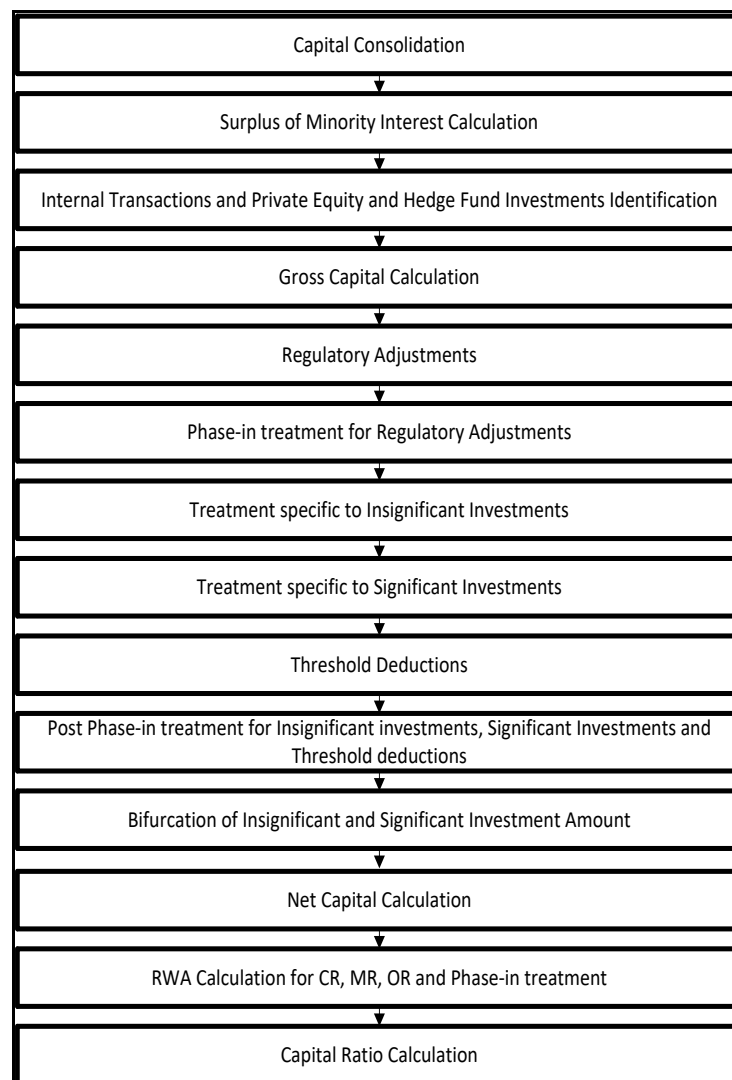 Capital Consolidation
Surplus of Minority Interest Calculation
Internal Transactions and Private Equity and Hedge Fund Investments Identification
Gross Capital Calculation
Regulatory Adjustments
Phase-in treatment for Regulatory Adjustments
Treatment specific to Insignificant Investments
Treatment specific to Significant Investments
Threshold Deductions
Post Phase-in treatment for Insignificant investments, Significant Investments and
Threshold deductions
Bifurcation of Insignificant and Significant Investment Amount
Net Capital Calculation
RWA Calculation for CR, MR, OR and Phase-in treatment
Capital Ratio Calculation